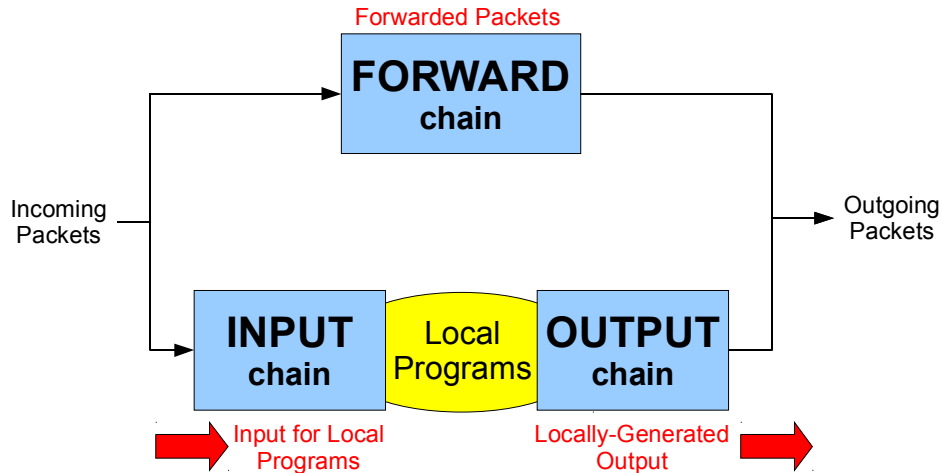 Forwarded Packets
FORWARD
chain
Incoming
Packets
Outgoing
Packets
INPUT
chain
Local
Programs
OUTPUT
chain
Input for Local
Programs
Locally-Generated
Output